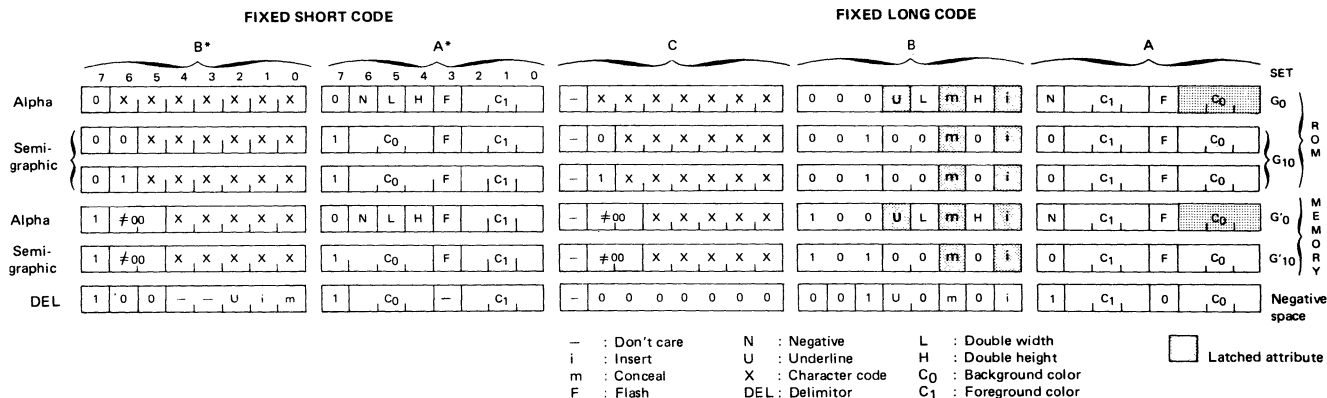 FIXED SHORT CODE FIXED LONG CODE
B* A* C B A
7 6 5 4 3 2 1 0 7 6 5 4 3 2 1 0 SET
Alpha 0 X X X X X X X 0 N L H F C1 – X X X X X X X 0 0 0 U L m H i N C1 F C0 G0
Semi-graphic 0 0 X X X X X X 1 C0 F C1 – 0 X X X X X X 0 0 1 0 0 m 0 i 0 C1 F C0 G10 ROM
0 1 X X X X X X 1 C0 F C1 – 1 X X X X X X 0 0 1 0 0 m 0 i 0 C1 F C0
Alpha 1 ≠00 X X X X X 0 N L H F C1 – ≠00 X X X X X 1 0 0 U L m H i N C1 F C0 G'0 MEMORY
Semi-graphic 1 ≠00 X X X X X 1 C0 F C1 – ≠00 X X X X X 1 0 1 0 0 m 0 i 0 C1 F C0 G'10
DEL 1 0 0 – – U i m 1 C0 – C1 – 0 0 0 0 0 0 0 0 0 1 U 0 m 0 i 1 C1 0 C0 Negative space
– : Don't care N : Negative L : Double width
i : Insert U : Underline H : Double height
m : Conceal X : Character code C0 : Background color
F : Flash DEL : Delimitor C1 : Foreground color
Latched attribute